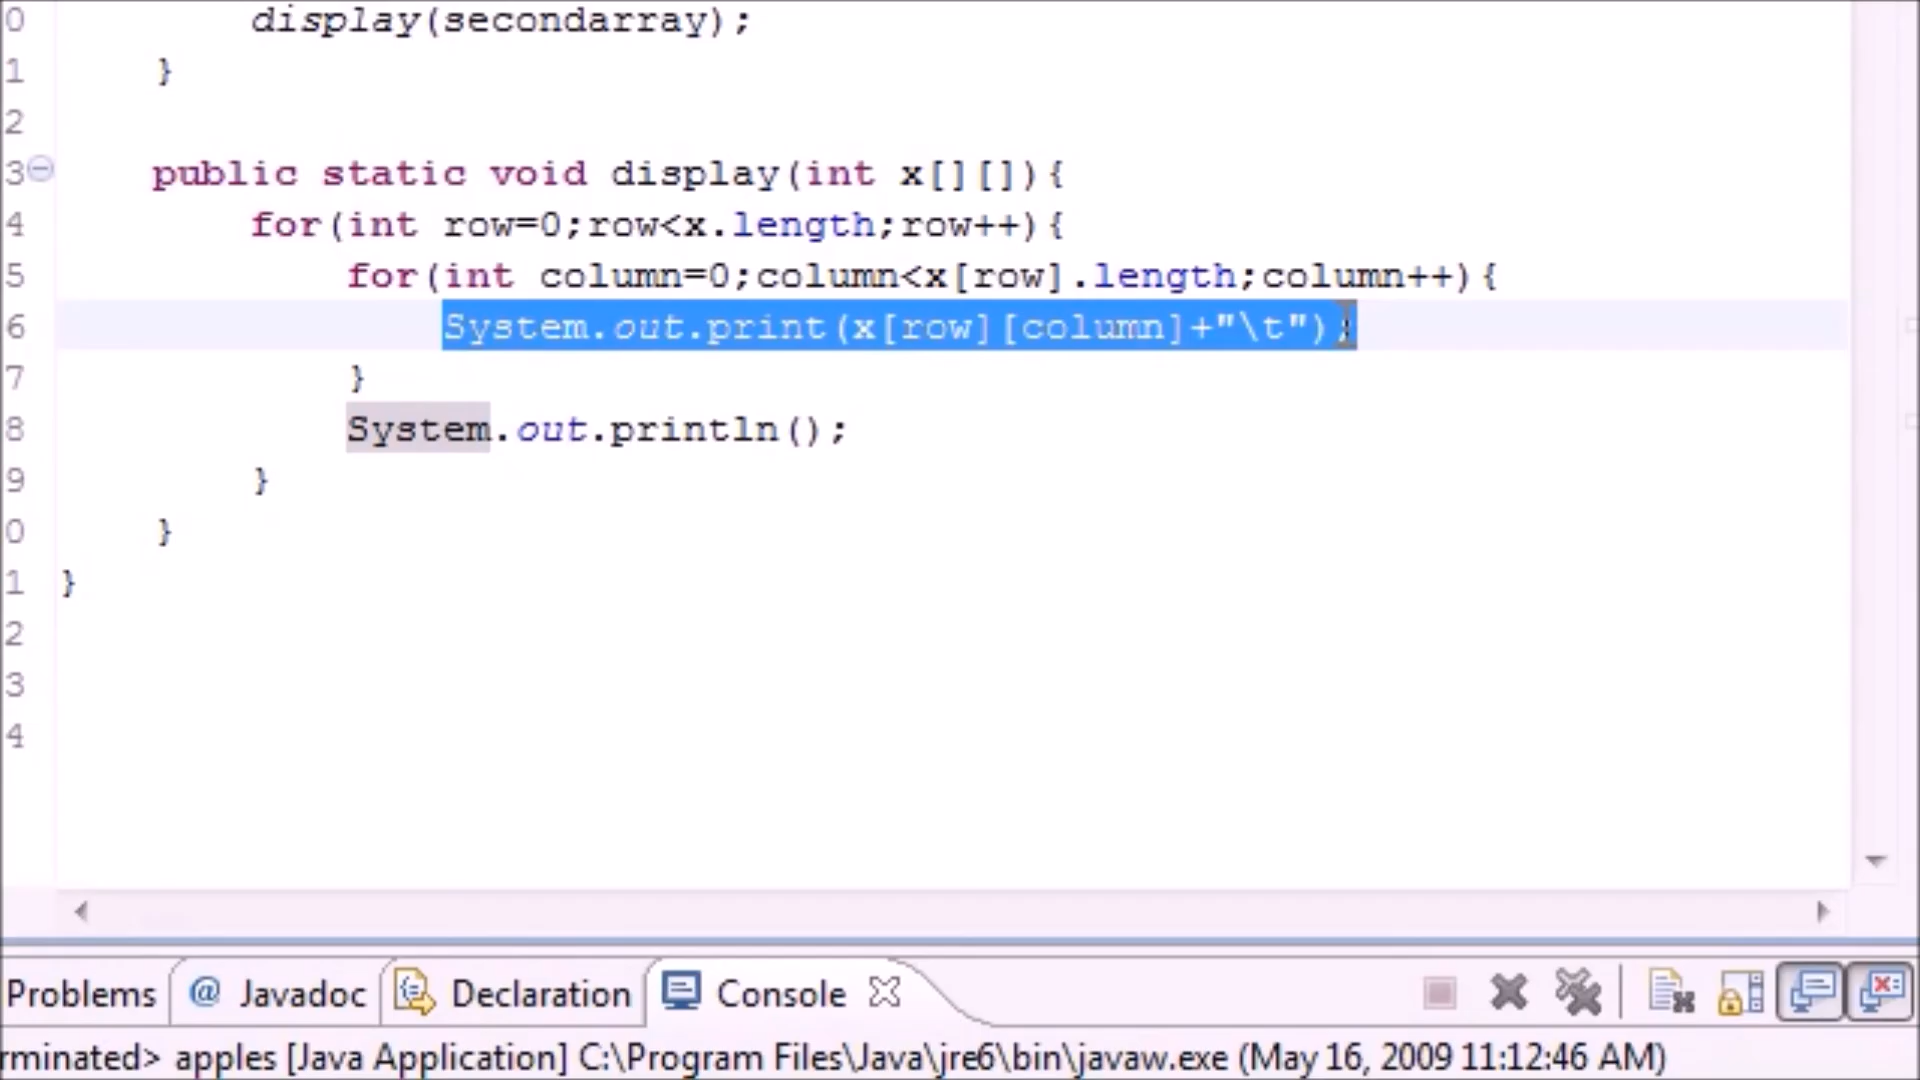 0 display(secondarray);
1 }
2
3 public static void display(int x[][]){
4 for(int row=0;row<x.length;row++){
5 for(int column=0;column<x[row].length;column++){
6 System.out.print(x[row][column]+"\t");
7 }
8 System.out.println();
9 }
0 }
1 }
2
3
4
Problems @ Javadoc Declaration Console
rminated> apples [Java Application] C:\Program Files\Java\jre6\bin\javaw.exe (May 16, 2009 11:12:46 AM)